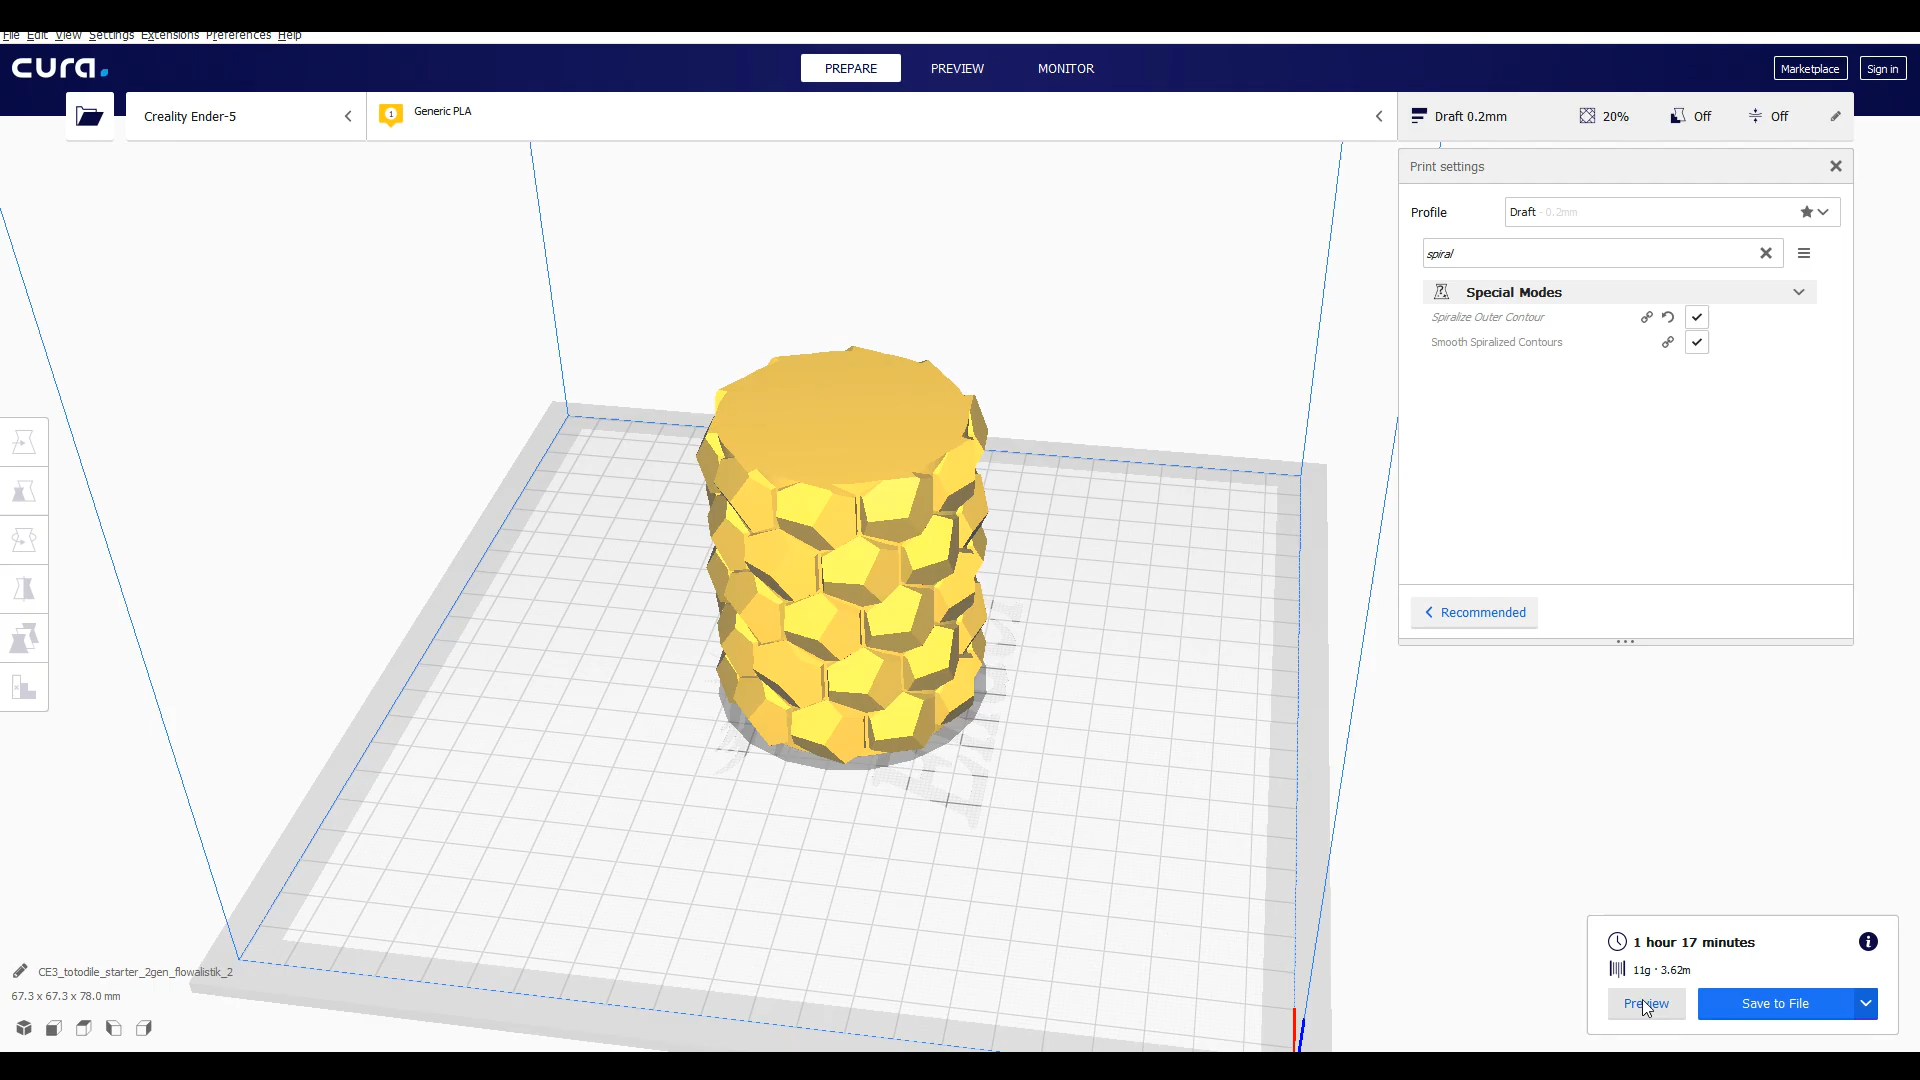 File Edit View Settings Extensions Preferences Help
cura.
PREPARE PREVIEW MONITOR
Marketplace Sign in
Creality Ender-5
1 Generic PLA
Draft 0.2mm 20% Off Off
Print settings
Profile Draft - 0.2mm
spiral
Special Modes
Spiralize Outer Contour
Smooth Spiralized Contours
Recommended
1 hour 17 minutes
11g · 3.62m
Preview Save to File
CE3_totodile_starter_2gen_flowalistik_2
67.3 x 67.3 x 78.0 mm